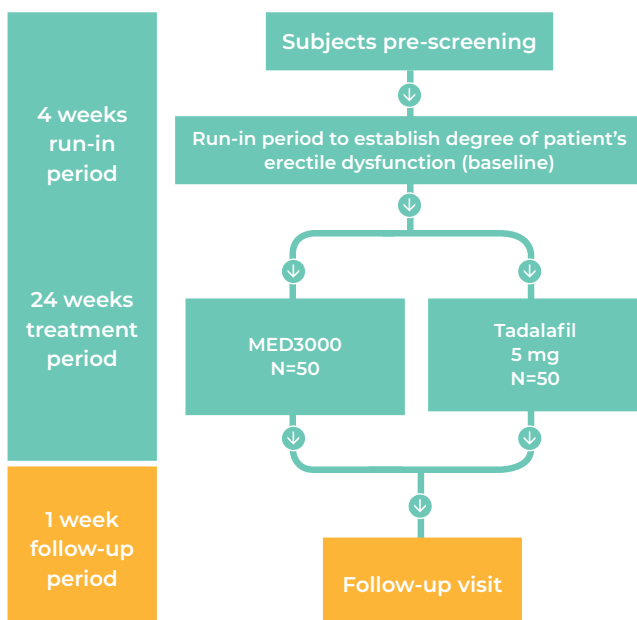 Subjects pre-screening
4 weeks
run-in
period
Run-in period to establish degree of patient’s
erectile dysfunction (baseline)
24 weeks
treatment
period
MED3000
N=50
Tadalafil
5 mg
N=50
1 week
follow-up
period
Follow-up visit